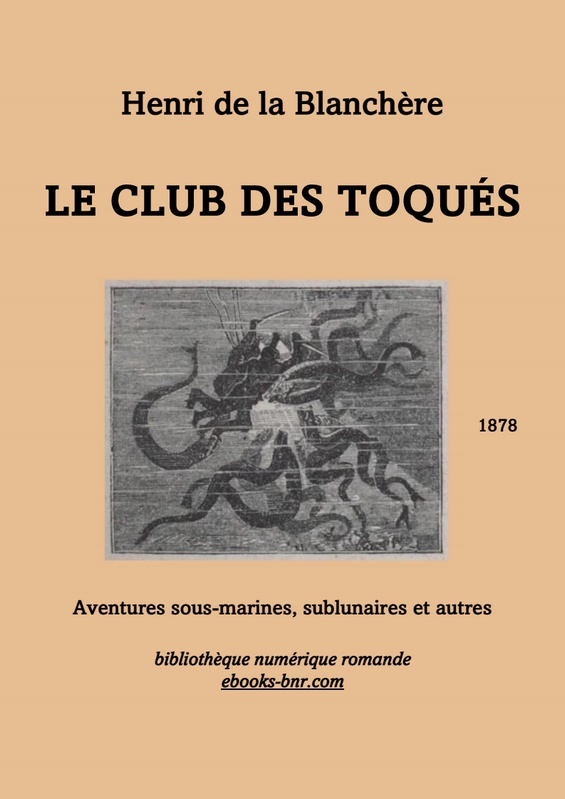 Henri de la Blanchère
LE CLUB DES TOQUÉS
1878
Aventures sous-marines, sublunaires et autres
bibliothèque numérique romande
ebooks-bnr.com